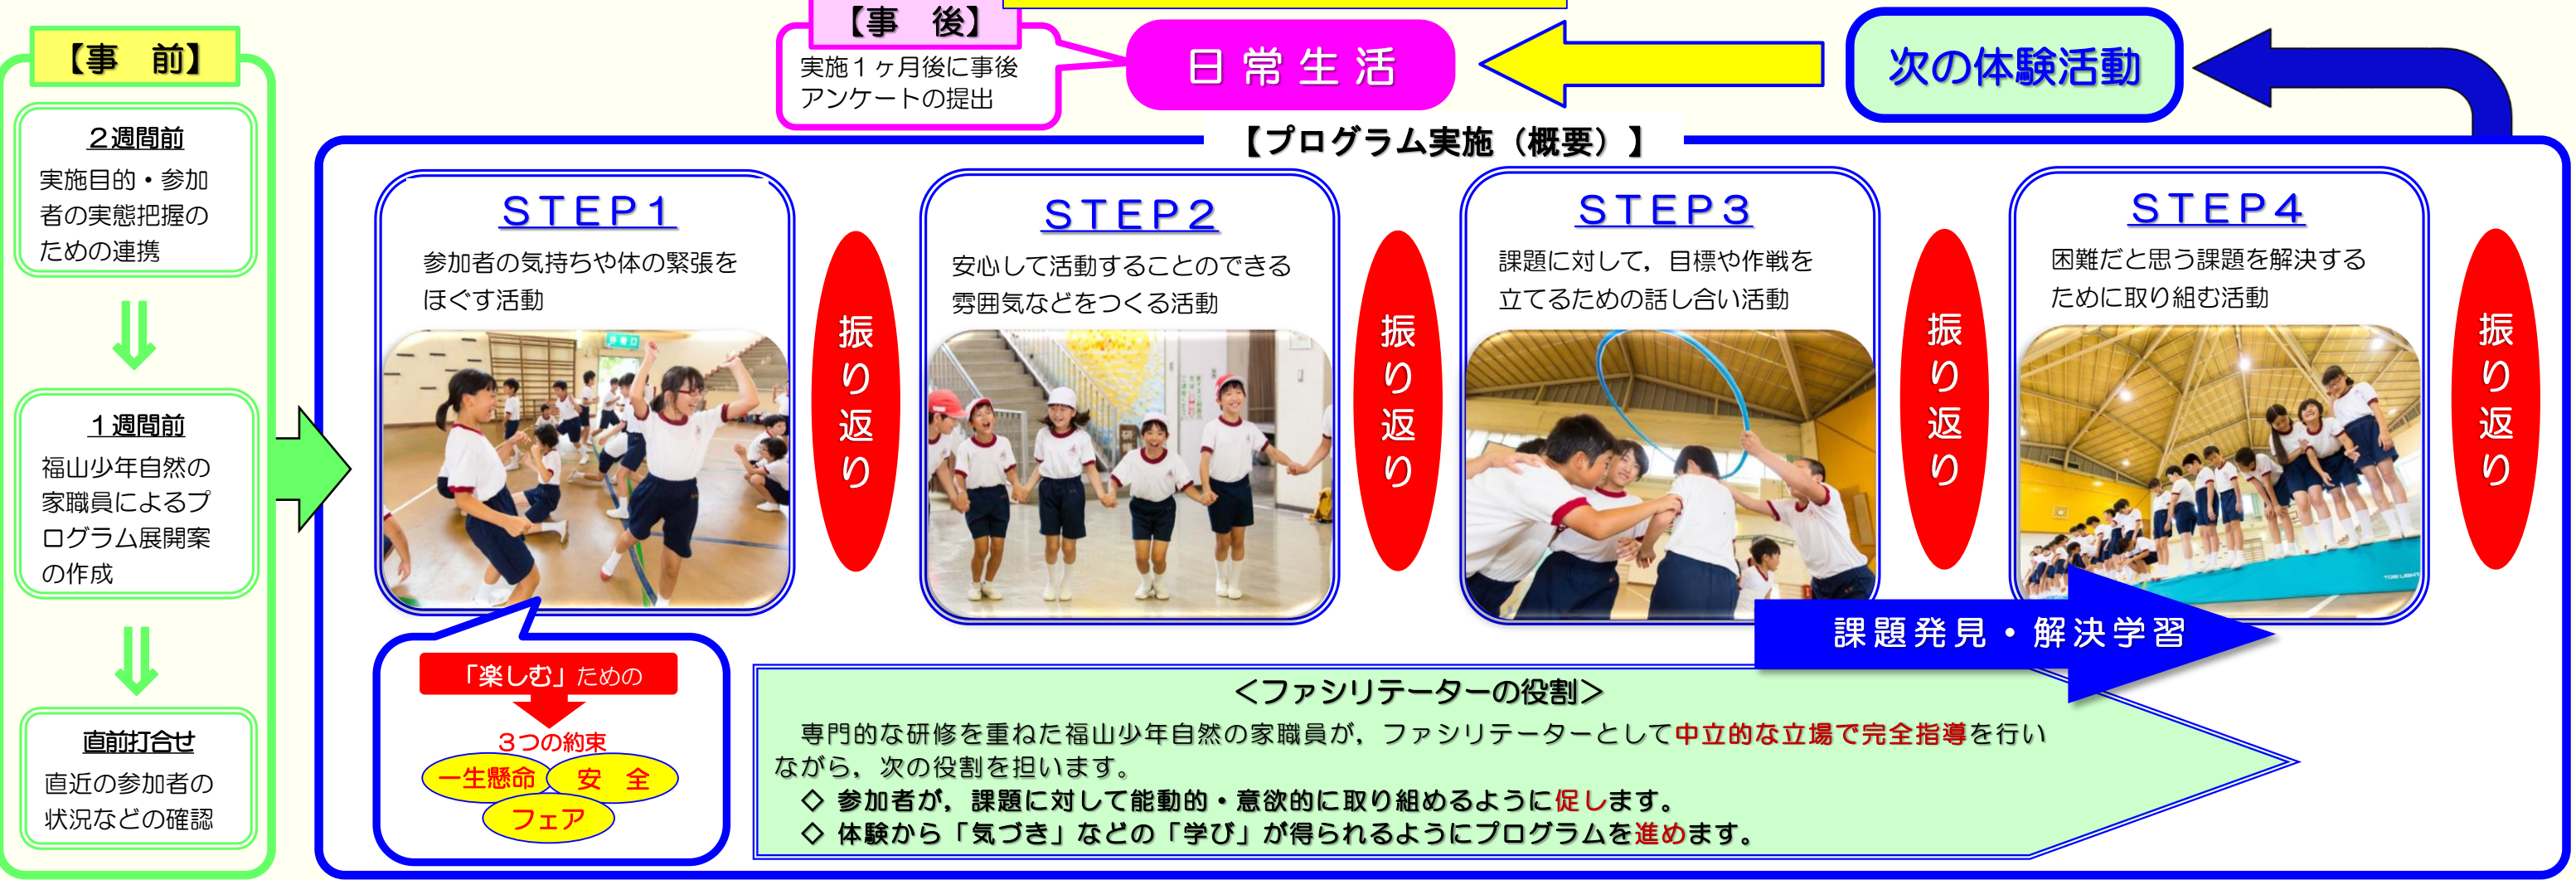 【事　前】
２週間前
実施目的・参加
者の実態把握の
ための連携
１週間前
福山少年自然の
家職員によるプ
ログラム展開案
の作成
直前打合せ
直近の参加者の
状況などの確認
【事　後】
実施１ヶ月後に事後
アンケートの提出
日常生活
次の体験活動
【プログラム実施（概要）】
ＳＴＥＰ１
参加者の気持ちや体の緊張を
ほぐす活動
振り返り
ＳＴＥＰ２
安心して活動することのできる
雰囲気などをつくる活動
振り返り
ＳＴＥＰ３
課題に対して，目標や作戦を
立てるための話し合い活動
振り返り
ＳＴＥＰ４
困難だと思う課題を解決する
ために取り組む活動
振り返り
課題発見・解決学習
「楽しむ」ための
３つの約束
一生懸命
安　全
フェア
＜ファシリテーターの役割＞
専門的な研修を重ねた福山少年自然の家職員が，ファシリテーターとして中立的な立場で完全指導を行い
ながら，次の役割を担います。
◇ 参加者が，課題に対して能動的・意欲的に取り組めるように促します。
◇ 体験から「気づき」などの「学び」が得られるようにプログラムを進めます。